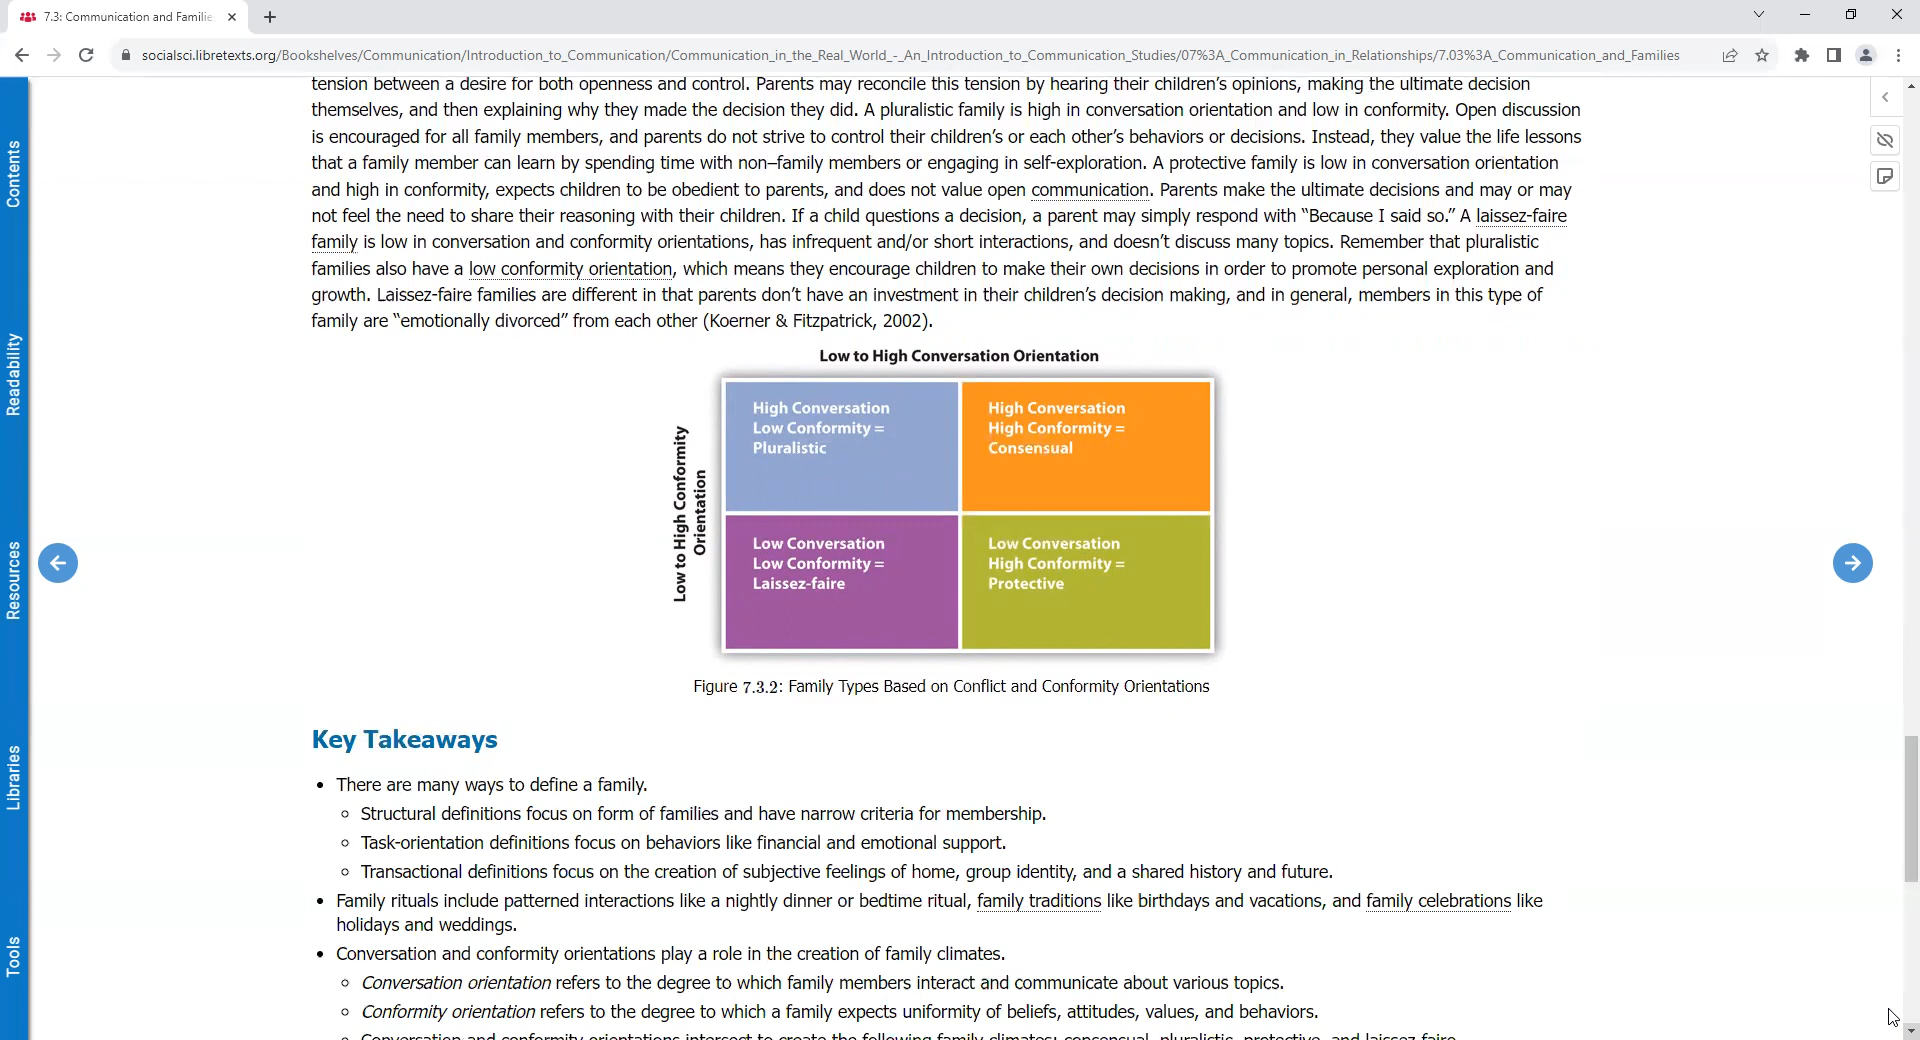 7.3: Communication and Familie
socialsci.libretexts.org/Bookshelves/Communication/Introduction_to_Communication/Communication_in_the_Real_World_-_An_Introduction_to_Communication_Studies/07%3A_Communication_in_Relationships/7.03%3A_Communication_and_Families
Contents
Readability
Resources
Libraries
Tools
tension between a desire for both openness and control. Parents may reconcile this tension by hearing their children’s opinions, making the ultimate decision
themselves, and then explaining why they made the decision they did. A pluralistic family is high in conversation orientation and low in conformity. Open discussion
is encouraged for all family members, and parents do not strive to control their children’s or each other’s behaviors or decisions. Instead, they value the life lessons
that a family member can learn by spending time with non–family members or engaging in self-exploration. A protective family is low in conversation orientation
and high in conformity, expects children to be obedient to parents, and does not value open communication. Parents make the ultimate decisions and may or may
not feel the need to share their reasoning with their children. If a child questions a decision, a parent may simply respond with “Because I said so.” A laissez-faire
family is low in conversation and conformity orientations, has infrequent and/or short interactions, and doesn’t discuss many topics. Remember that pluralistic
families also have a low conformity orientation, which means they encourage children to make their own decisions in order to promote personal exploration and
growth. Laissez-faire families are different in that parents don’t have an investment in their children’s decision making, and in general, members in this type of
family are “emotionally divorced” from each other (Koerner & Fitzpatrick, 2002).
Low to High Conversation Orientation
Low to High Conformity
Orientation
High Conversation
Low Conformity =
Pluralistic
High Conversation
High Conformity =
Consensual
Low Conversation
Low Conformity =
Laissez-faire
Low Conversation
High Conformity =
Protective
Figure 7.3.2: Family Types Based on Conflict and Conformity Orientations
Key Takeaways
• There are many ways to define a family.
◦ Structural definitions focus on form of families and have narrow criteria for membership.
◦ Task-orientation definitions focus on behaviors like financial and emotional support.
◦ Transactional definitions focus on the creation of subjective feelings of home, group identity, and a shared history and future.
• Family rituals include patterned interactions like a nightly dinner or bedtime ritual, family traditions like birthdays and vacations, and family celebrations like
holidays and weddings.
• Conversation and conformity orientations play a role in the creation of family climates.
◦ Conversation orientation refers to the degree to which family members interact and communicate about various topics.
◦ Conformity orientation refers to the degree to which a family expects uniformity of beliefs, attitudes, values, and behaviors.
◦ Conversation and conformity orientations intersect to create the following family climates: consensual, pluralistic, protective, and laissez-faire.